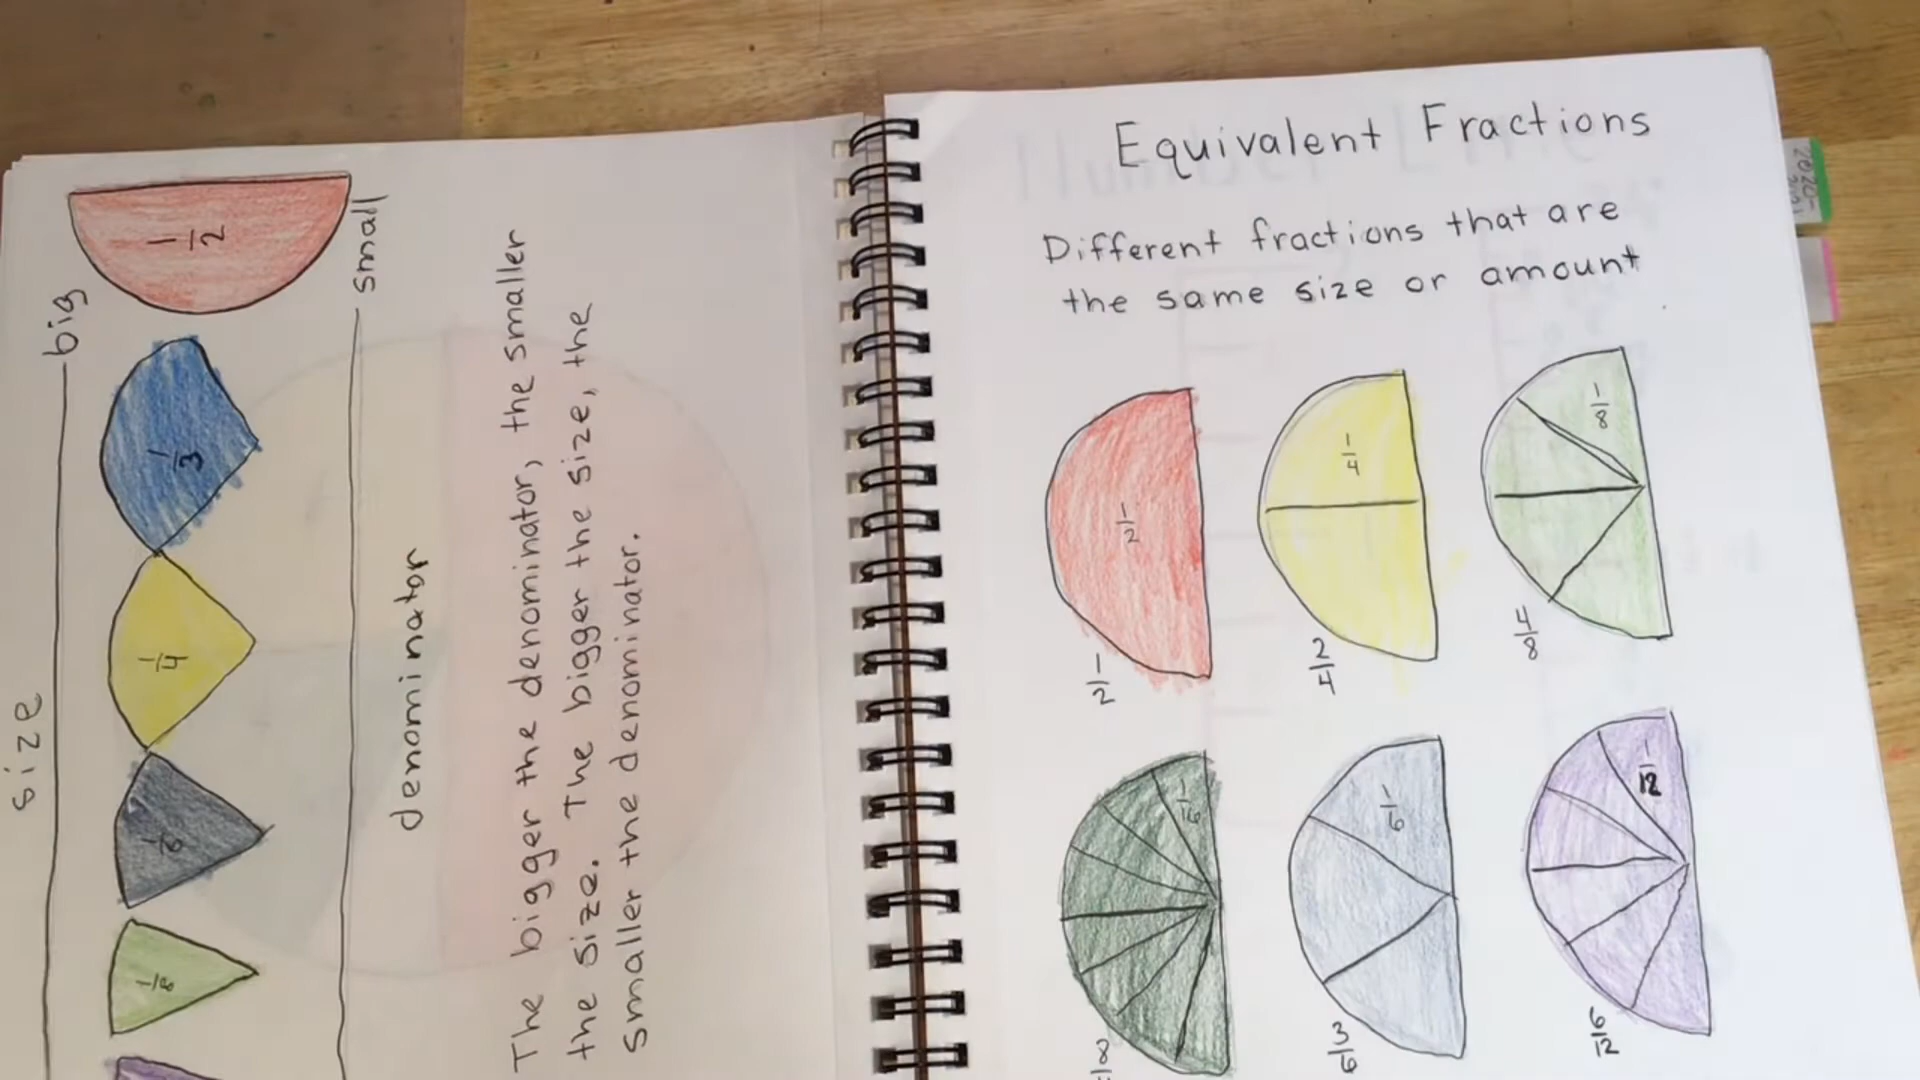 size
big
1/2
1/3
1/4
1/6
1/8
small
denominator
The bigger the denominator, the smaller
the size. The bigger the size, the
smaller the denominator.
Equivalent Fractions
Different fractions that are
the same size or amount
1/2
1/4
1/8
1/2
2/4
4/8
1/16
1/6
1/12
8
3/6
6/12